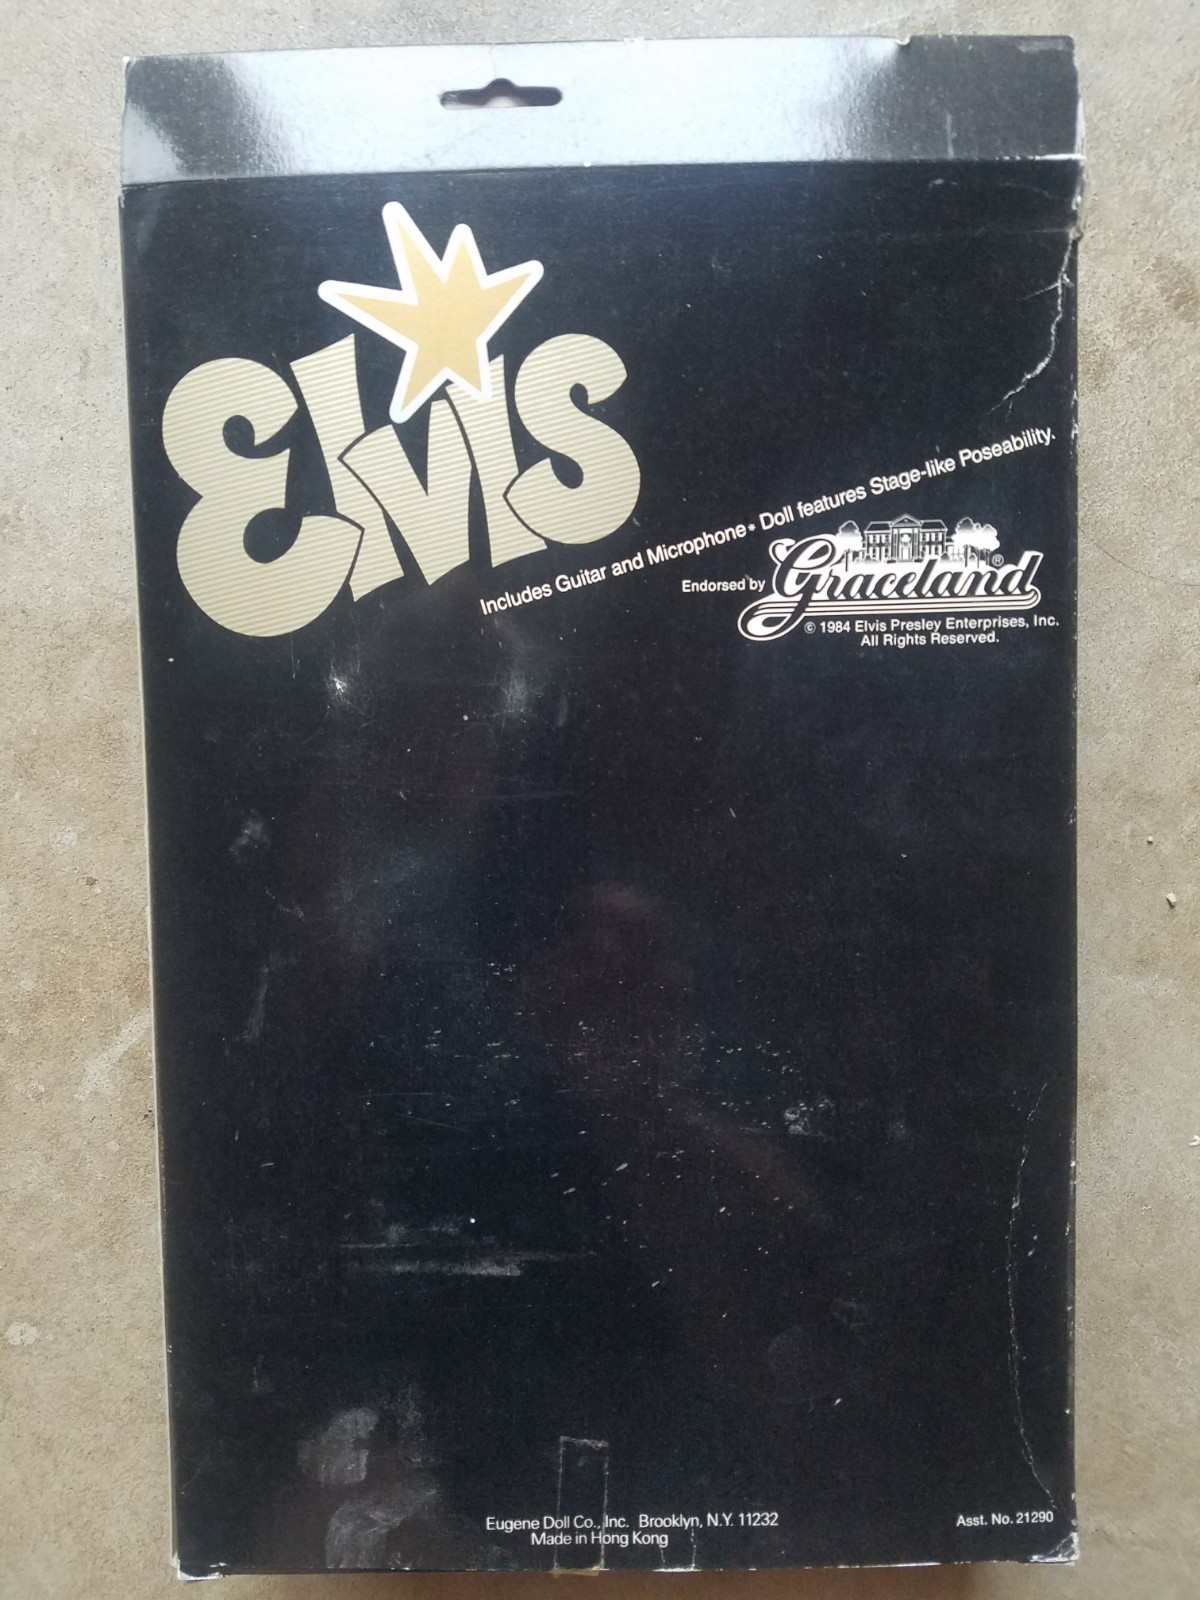 Elvis
Includes Guitar and Microphone* Doll features Stage-like Poseability.
Endorsed by Graceland®
© 1984 Elvis Presley Enterprises, Inc.
All Rights Reserved.
Eugene Doll Co., Inc. Brooklyn, N.Y. 11232
Made in Hong Kong
Asst. No. 21290